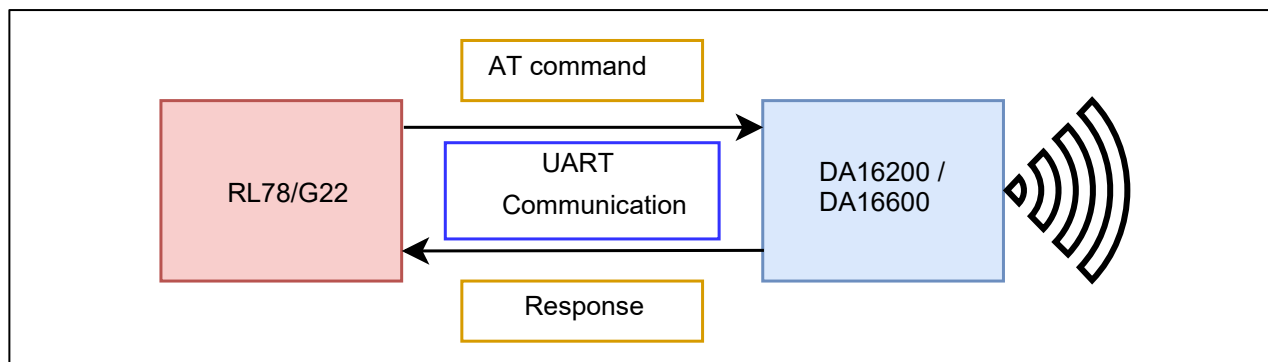 AT command
RL78/G22
UART
Communication
DA16200 /
DA16600
Response